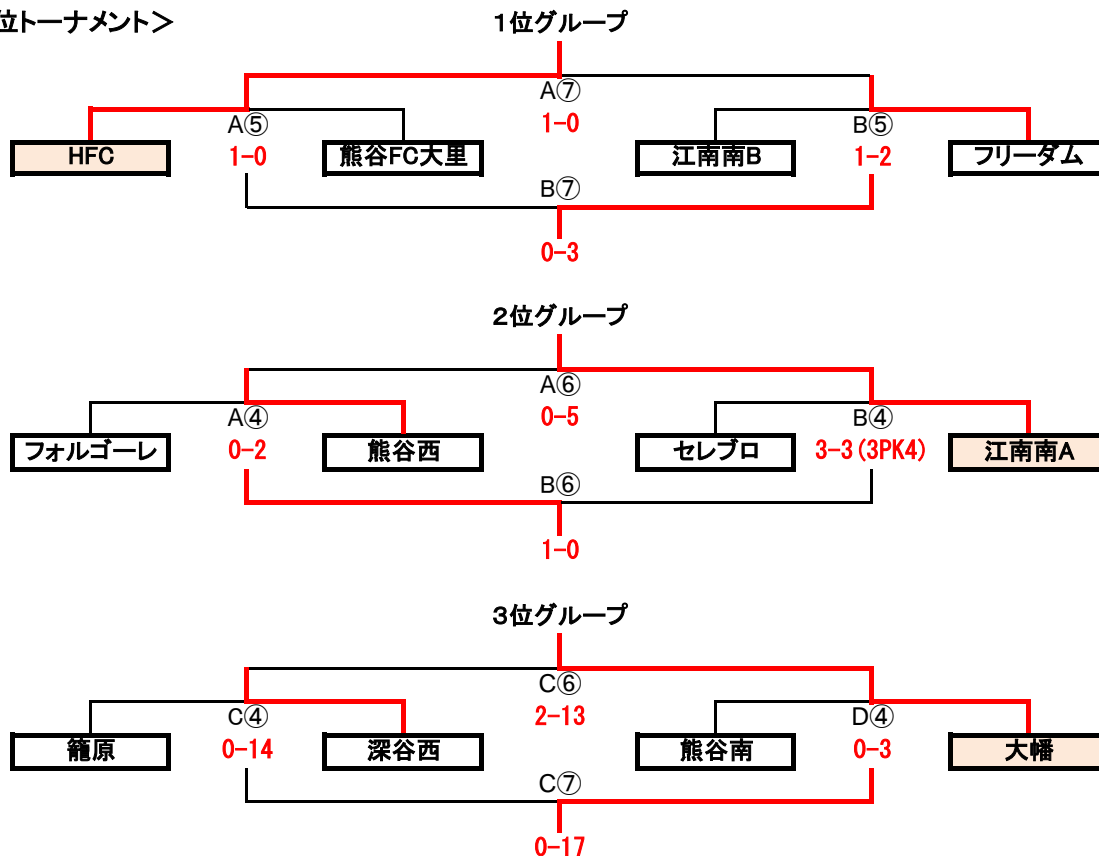 位トーナメント＞
1位グループ
A⑦
1-0
A⑤
B⑤
HFC
1-0
熊谷FC大里
江南南B
1-2
フリーダム
B⑦
0-3
2位グループ
A⑥
0-5
A④
B④
フォルゴーレ
0-2
熊谷西
セレブロ
3-3(3PK4)
江南南A
B⑥
1-0
3位グループ
C⑥
2-13
C④
D④
籠原
0-14
深谷西
熊谷南
0-3
大幡
C⑦
0-17